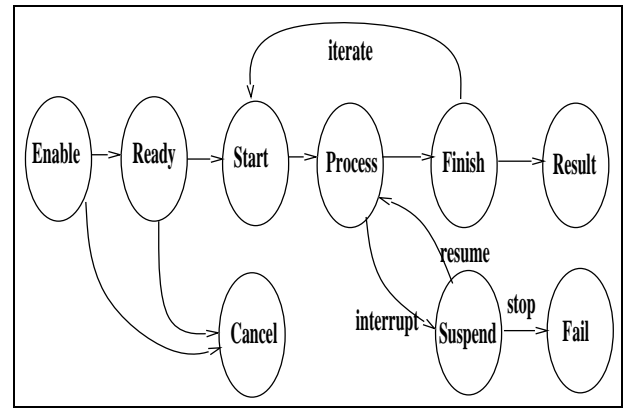 iterate
Enable
Ready
Start
Process
Finish
Result
resume
interrupt
stop
Cancel
Suspend
Fail